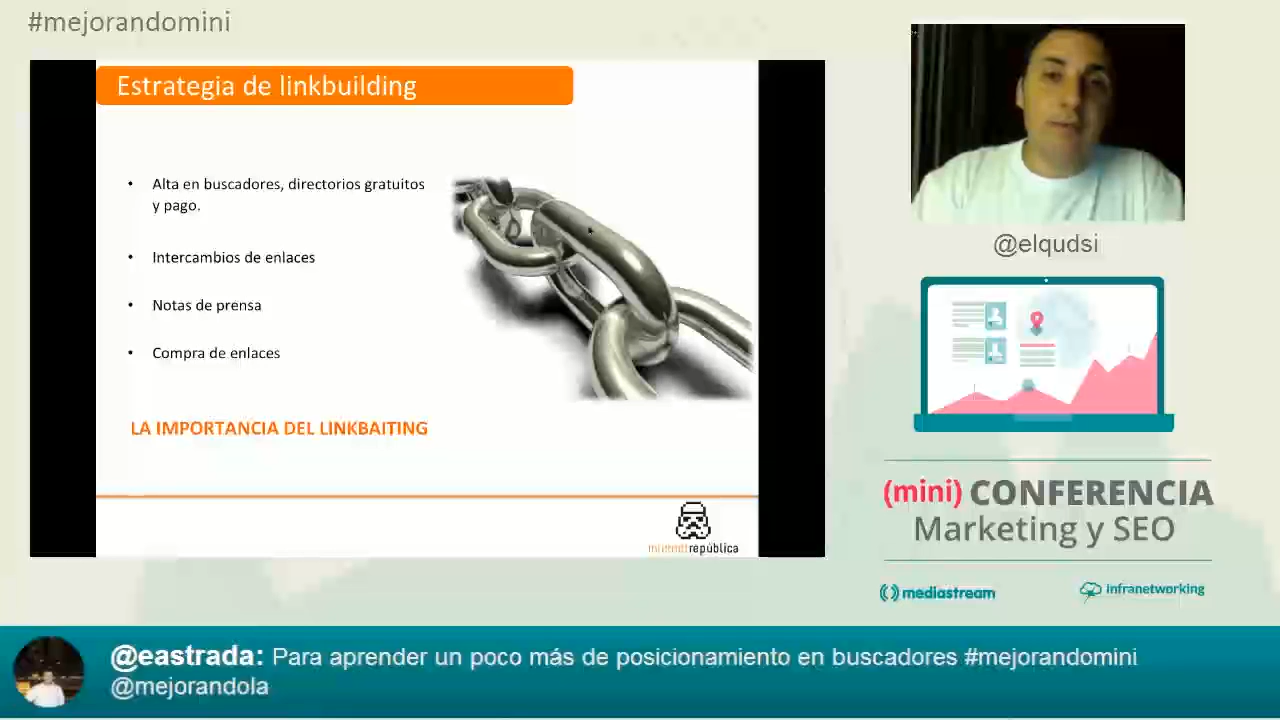 #mejorandomini
Estrategia de linkbuilding
• Alta en buscadores, directorios gratuitos
y pago.
• Intercambios de enlaces
• Notas de prensa
• Compra de enlaces
LA IMPORTANCIA DEL LINKBAITING
república
@elqudsi
(mini) CONFERENCIA
Marketing y SEO
mediastream
infranetworking
@eastrada: Para aprender un poco más de posicionamiento en buscadores #mejorandomini
@mejorandola